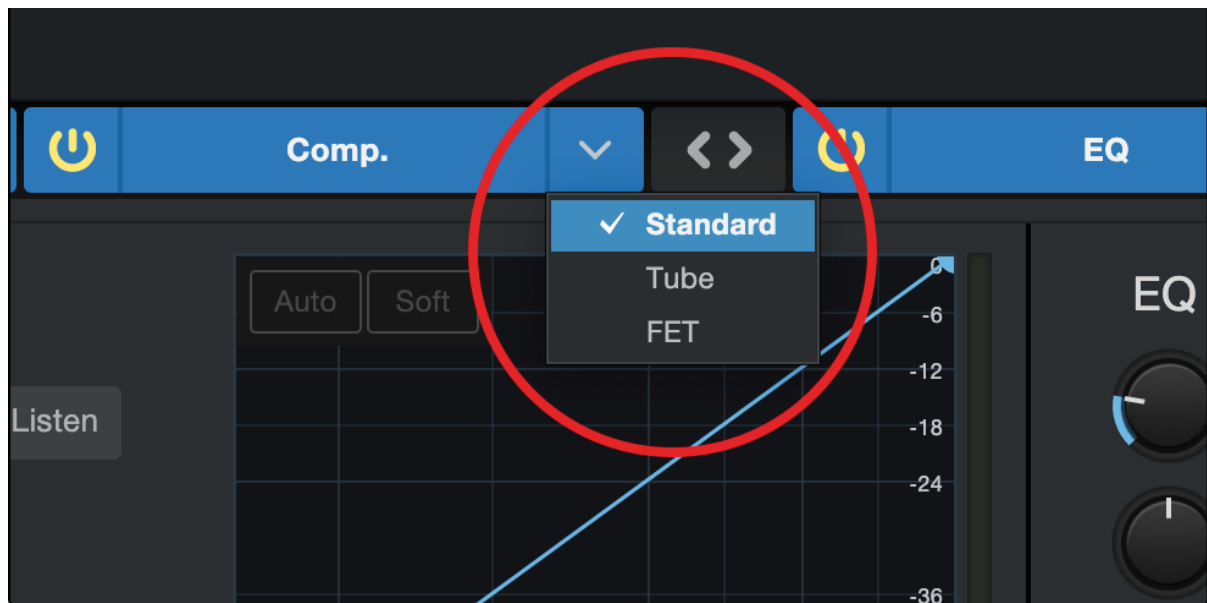 Comp.
EQ
Standard
Tube
FET
Auto
Soft
0
-6
-12
-18
-24
-36
EQ
Listen